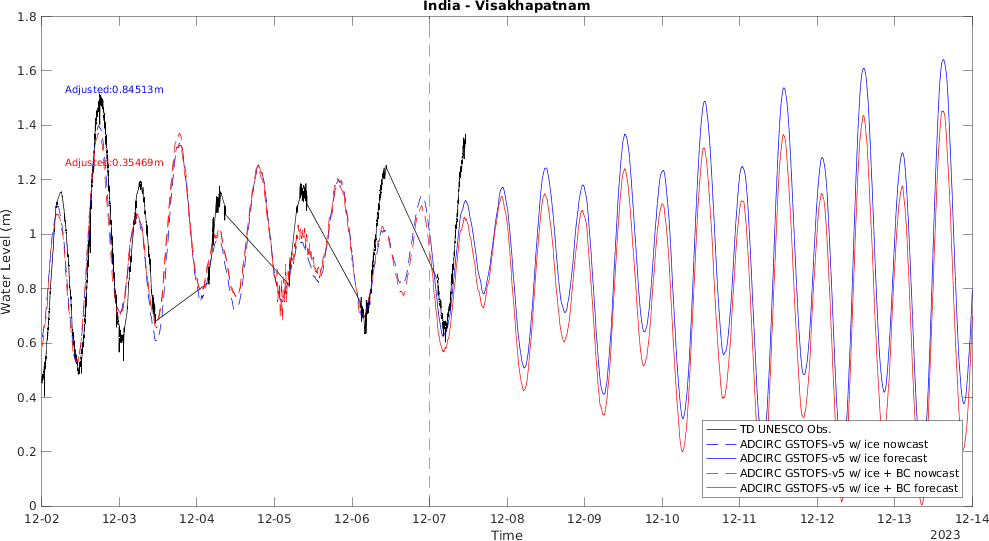 India - Visakhapatnam
1.8
1.6
1.4
1.2
1
0.8
0.6
0.4
0.2
0
Water Level (m)
Adjusted:0.84513m
Adjusted:0.35469m
TD UNESCO Obs.
ADCIRC GSTOFS-v5 w/ ice nowcast
ADCIRC GSTOFS-v5 w/ ice forecast
ADCIRC GSTOFS-v5 w/ ice + BC nowcast
ADCIRC GSTOFS-v5 w/ ice + BC forecast
12-02 12-03 12-04 12-05 12-06 12-07 12-08 12-09 12-10 12-11 12-12 12-13 12-14
Time
2023